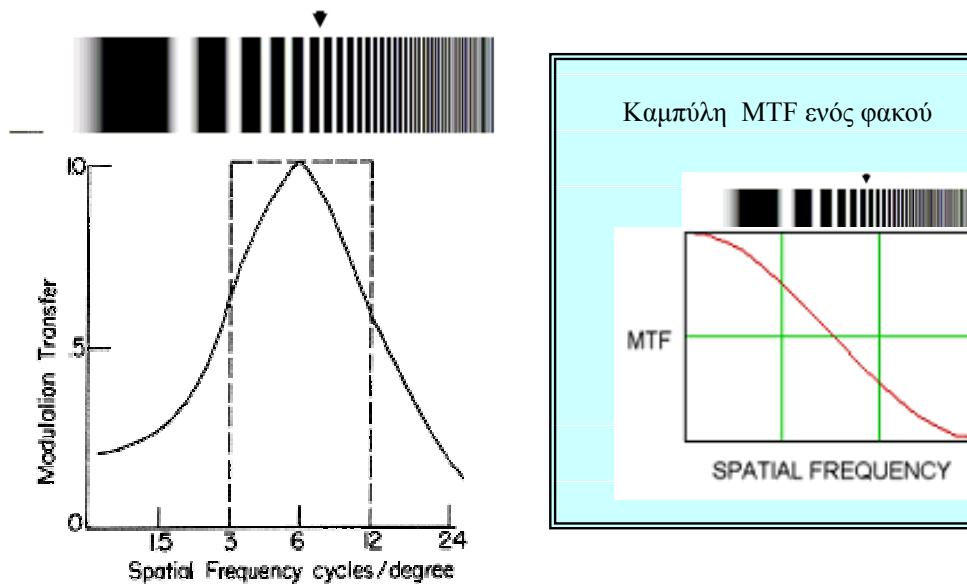 1.0
.5
0
Modulation Transfer
1.5 3 6 12 24
Spatial Frequency cycles/degree
Καμπύλη MTF ενός φακού
MTF
SPATIAL FREQUENCY